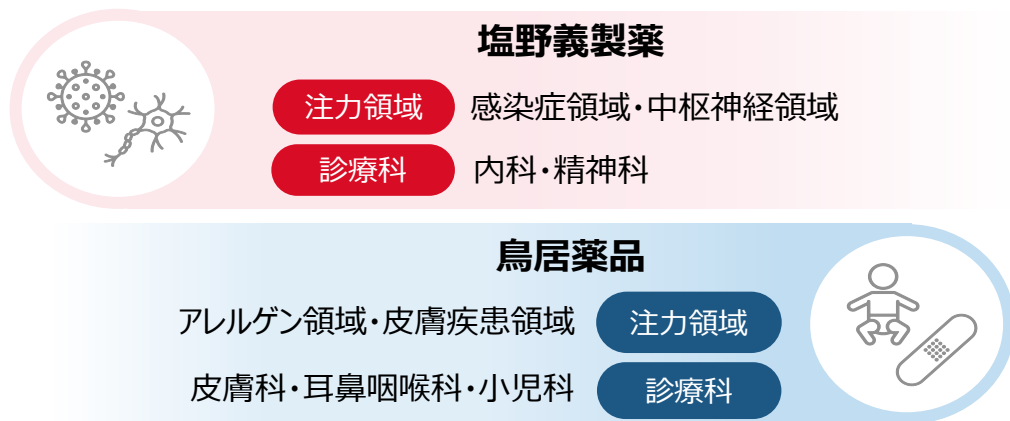 塩野義製薬
注力領域 感染症領域・中枢神経領域
診療科 内科・精神科
鳥居薬品
アレルゲン領域・皮膚疾患領域 注力領域
皮膚科・耳鼻咽喉科・小児科 診療科